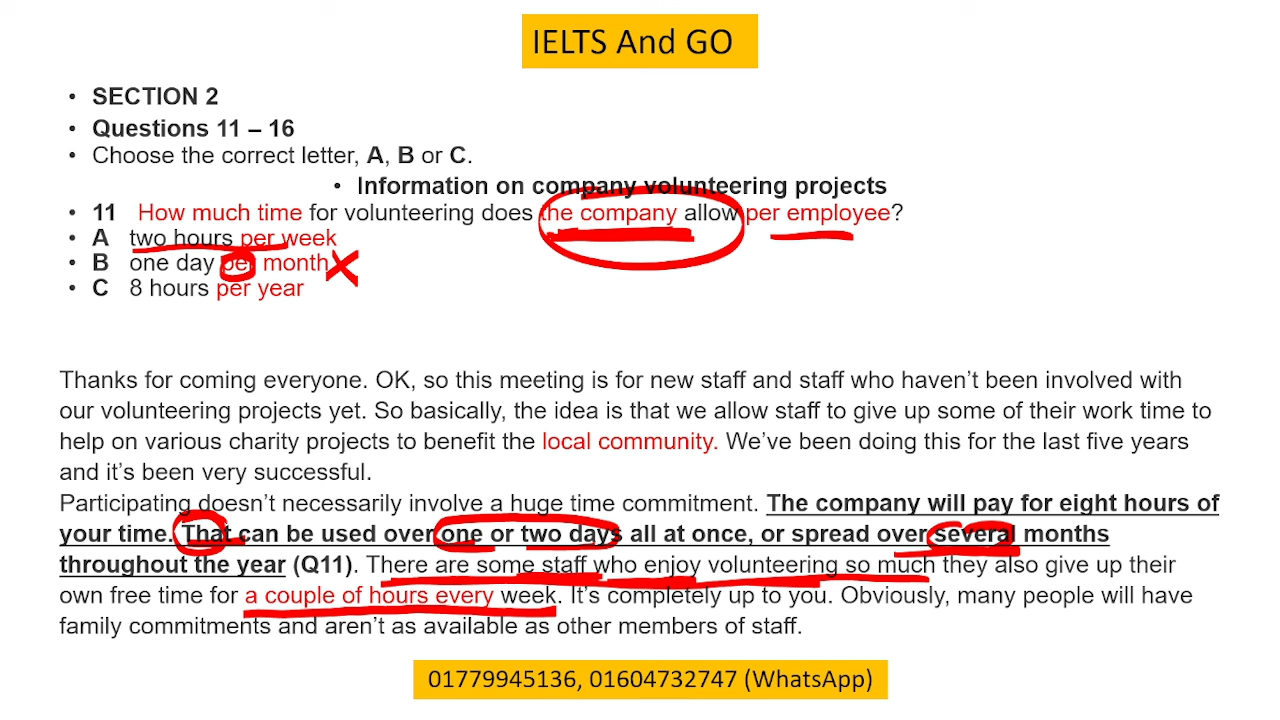 IELTS And GO
• SECTION 2
• Questions 11 – 16
• Choose the correct letter, A, B or C.
• Information on company volunteering projects
• 11 How much time for volunteering does the company allow per employee?
• A two hours per week
• B one day per month
• C 8 hours per year
Thanks for coming everyone. OK, so this meeting is for new staff and staff who haven’t been involved with
our volunteering projects yet. So basically, the idea is that we allow staff to give up some of their work time to
help on various charity projects to benefit the local community. We’ve been doing this for the last five years
and it’s been very successful.
Participating doesn’t necessarily involve a huge time commitment. The company will pay for eight hours of
your time. That can be used over one or two days all at once, or spread over several months
throughout the year (Q11). There are some staff who enjoy volunteering so much they also give up their
own free time for a couple of hours every week. It’s completely up to you. Obviously, many people will have
family commitments and aren’t as available as other members of staff.
01779945136, 01604732747 (WhatsApp)